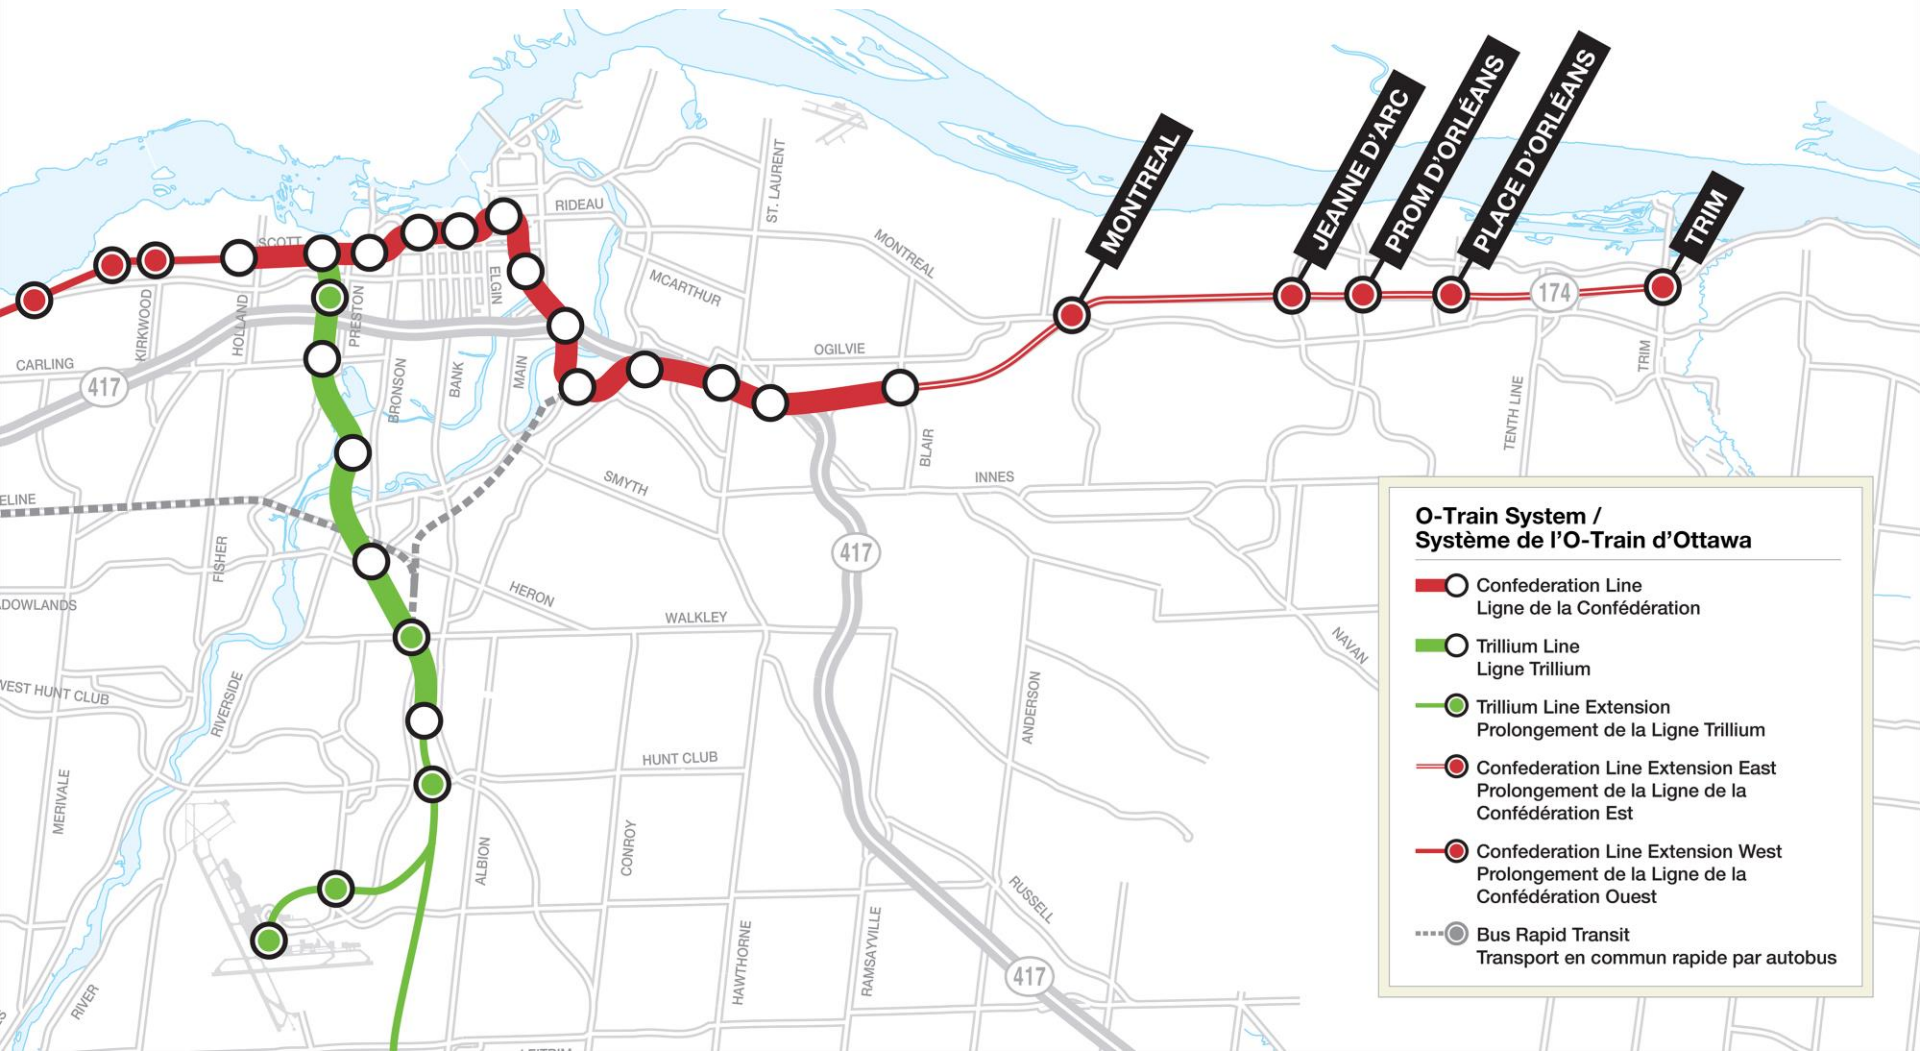 MONTREAL
JEANNE D'ARC
PROM D'ORLÉANS
PLACE D'ORLÉANS
TRIM
RIDEAU
ST. LAURENT
SCOTT
MONTREAL
MCARTHUR
ELGIN
174
KIRKWOOD
HOLLAND
PRESTON
CARLING
417
BRONSON
BANK
MAIN
OGILVIE
TRIM
TENTH LINE
BLAIR
SMYTH
INNES
ELINE
FISHER
417
HERON
WALKLEY
NAVAN
WEST HUNT CLUB
RIVERSIDE
ANDERSON
HUNT CLUB
MERIVALE
ALBION
CONROY
RUSSELL
HAWTHORNE
RAMSAYVILLE
417
RIVER
O-Train System /
Système de l'O-Train d'Ottawa
Confederation Line
Ligne de la Confédération
Trillium Line
Ligne Trillium
Trillium Line Extension
Prolongement de la Ligne Trillium
Confederation Line Extension East
Prolongement de la Ligne de la
Confédération Est
Confederation Line Extension West
Prolongement de la Ligne de la
Confédération Ouest
Bus Rapid Transit
Transport en commun rapide par autobus